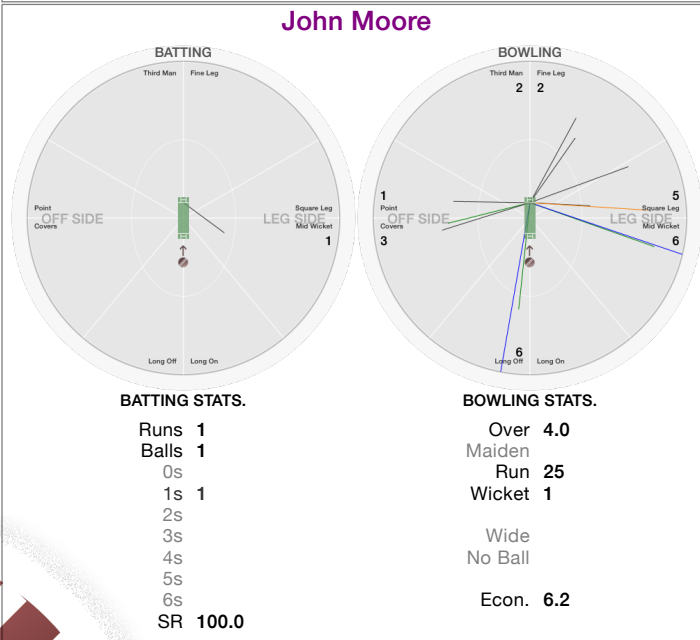 John Moore
BATTING
Third Man Fine Leg
Point Square Leg
OFF SIDE LEG SIDE
Covers Mid Wicket
1
Long Off Long On
BATTING STATS.
Runs 1
Balls 1
0s
1s 1
2s
3s
4s
5s
6s
SR 100.0
BOWLING
Third Man Fine Leg
2 2
1 5
Point Square Leg
OFF SIDE LEG SIDE
Covers Mid Wicket
3 6
6
Long Off Long On
BOWLING STATS.
Over 4.0
Maiden
Run 25
Wicket 1
Wide
No Ball
Econ. 6.2